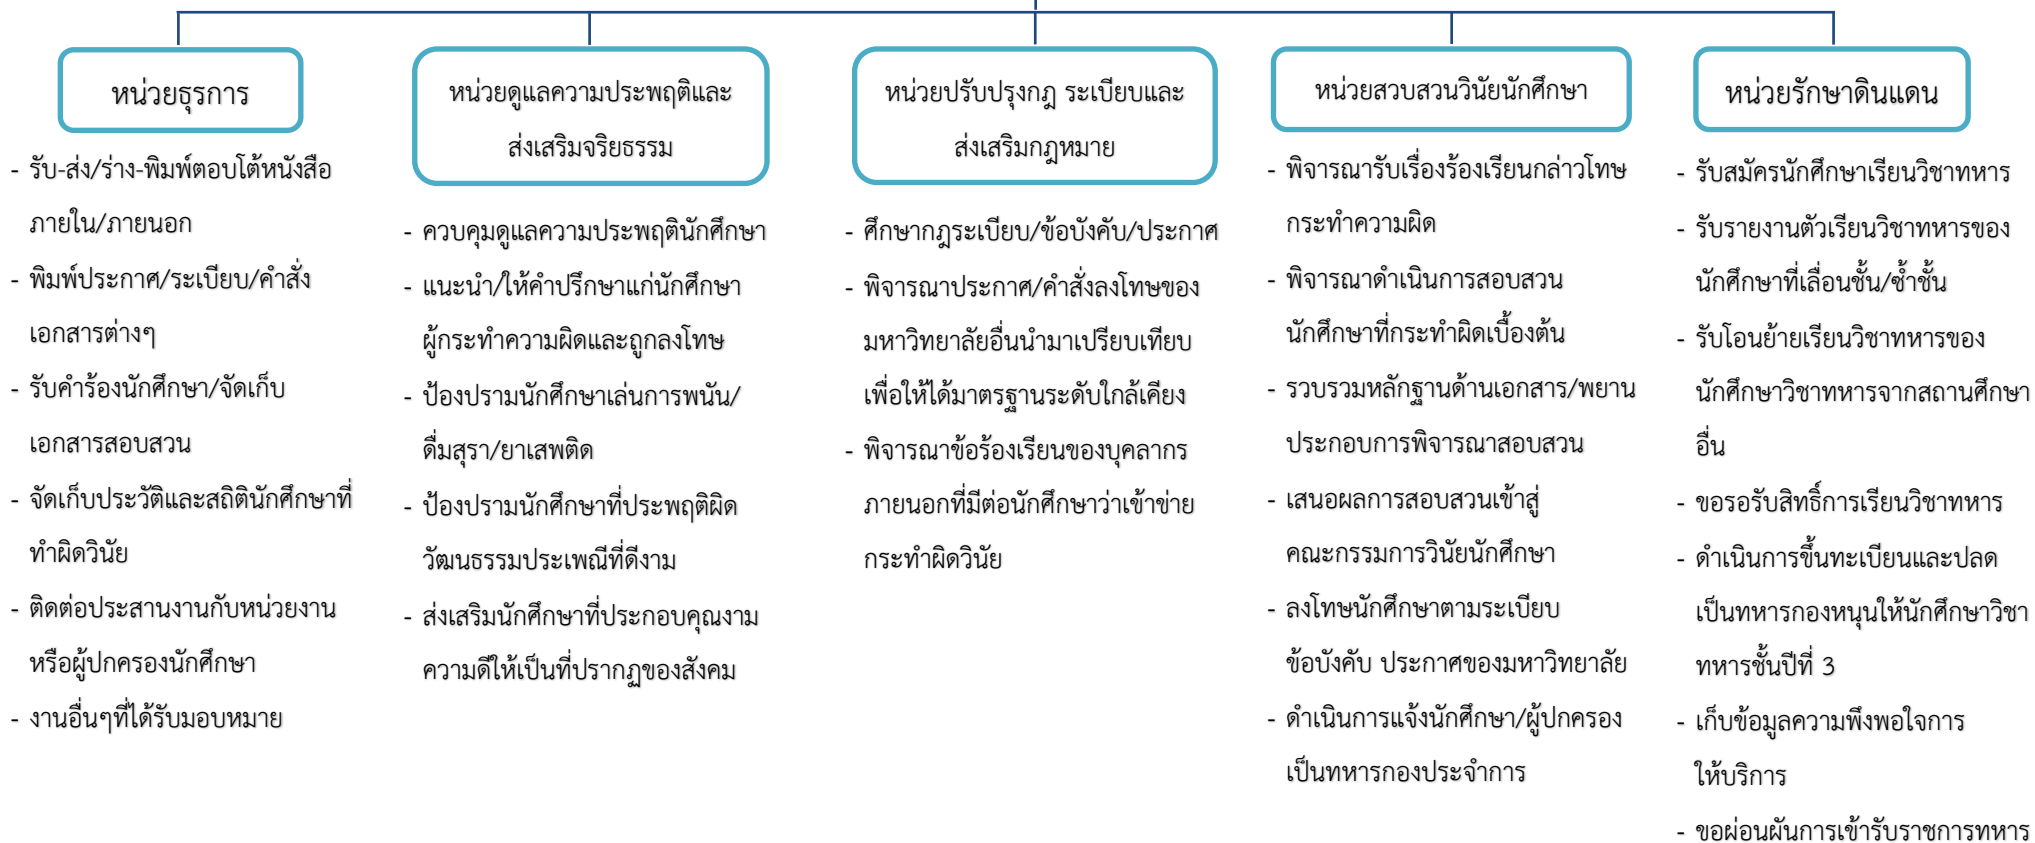 หน่วยธุรการ
- รับ-ส่ง/ร่าง-พิมพ์ตอบโต้หนังสือ
ภายใน/ภายนอก
- พิมพ์ประกาศ/ระเบียบ/คำสั่ง
เอกสารต่างๆ
- รับคำร้องนักศึกษา/จัดเก็บ
เอกสารสอบสวน
- จัดเก็บประวัติและสถิตินักศึกษาที่
ทำผิดวินัย
- ติดต่อประสานงานกับหน่วยงาน
หรือผู้ปกครองนักศึกษา
- งานอื่นๆที่ได้รับมอบหมาย
หน่วยดูแลความประพฤติและ
ส่งเสริมจริยธรรม
- ควบคุมดูแลความประพฤตินักศึกษา
- แนะนำ/ให้คำปรึกษาแก่นักศึกษา
ผู้กระทำความผิดและถูกลงโทษ
- ป้องปรามนักศึกษาเล่นการพนัน/
ดื่มสุรา/ยาเสพติด
- ป้องปรามนักศึกษาที่ประพฤติผิด
วัฒนธรรมประเพณีที่ดีงาม
- ส่งเสริมนักศึกษาที่ประกอบคุณงาม
ความดีให้เป็นที่ปรากฏของสังคม
หน่วยปรับปรุงกฎ ระเบียบและ
ส่งเสริมกฎหมาย
- ศึกษากฎระเบียบ/ข้อบังคับ/ประกาศ
- พิจารณาประกาศ/คำสั่งลงโทษของ
มหาวิทยาลัยอื่นนำมาเปรียบเทียบ
เพื่อให้ได้มาตรฐานระดับใกล้เคียง
- พิจารณาข้อร้องเรียนของบุคลากร
ภายนอกที่มีต่อนักศึกษาว่าเข้าข่าย
กระทำผิดวินัย
หน่วยสวบสวนวินัยนักศึกษา
- พิจารณารับเรื่องร้องเรียนกล่าวโทษ
กระทำความผิด
- พิจารณาดำเนินการสอบสวน
นักศึกษาที่กระทำผิดเบื้องต้น
- รวบรวมหลักฐานด้านเอกสาร/พยาน
ประกอบการพิจารณาสอบสวน
- เสนอผลการสอบสวนเข้าสู่
คณะกรรมการวินัยนักศึกษา
- ลงโทษนักศึกษาตามระเบียบ
ข้อบังคับ ประกาศของมหาวิทยาลัย
- ดำเนินการแจ้งนักศึกษา/ผู้ปกครอง
เป็นทหารกองประจำการ
หน่วยรักษาดินแดน
- รับสมัครนักศึกษาเรียนวิชาทหาร
- รับรายงานตัวเรียนวิชาทหารของ
นักศึกษาที่เลื่อนชั้น/ซ้ำชั้น
- รับโอนย้ายเรียนวิชาทหารของ
นักศึกษาวิชาทหารจากสถานศึกษา
อื่น
- ขอรอรับสิทธิ์การเรียนวิชาทหาร
- ดำเนินการขึ้นทะเบียนและปลด
เป็นทหารกองหนุนให้นักศึกษาวิชา
ทหารชั้นปีที่ 3
- เก็บข้อมูลความพึงพอใจการ
ให้บริการ
- ขอผ่อนผันการเข้ารับราชการทหาร